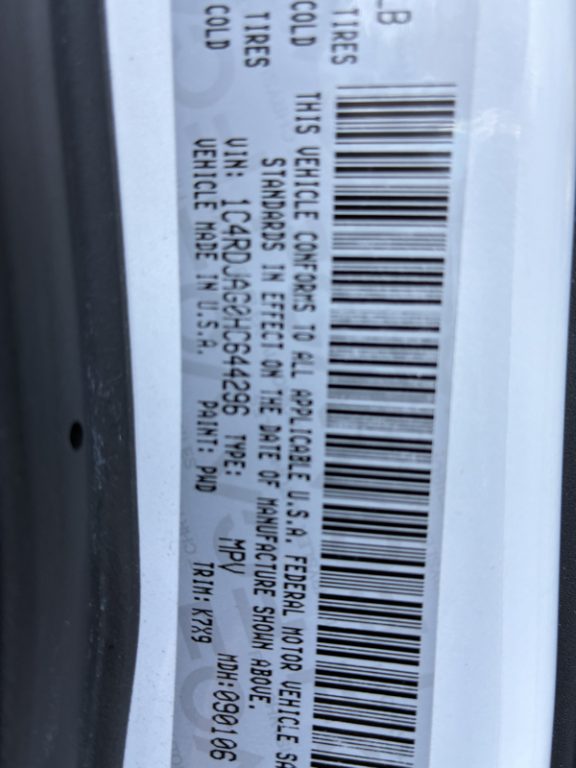 LB
TIRES COLD
TIRES COLD
THIS VEHICLE CONFORMS TO ALL APPLICABLE U.S.A. FEDERAL MOTOR VEHICLE SA
STANDARDS IN EFFECT ON THE DATE OF MANUFACTURE SHOWN ABOVE.
VIN: 1C4RDJAG0HC644296 TYPE: MPV MDH:090106
VEHICLE MADE IN U.S.A. PAINT: PWD TRIM: K7X9